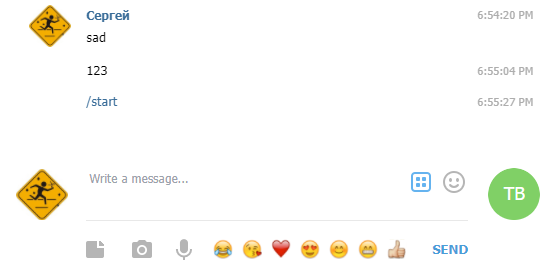 Сергей 6:54:20 PM
sad
123 6:55:04 PM
/start 6:55:27 PM
Write a message...
TB
SEND